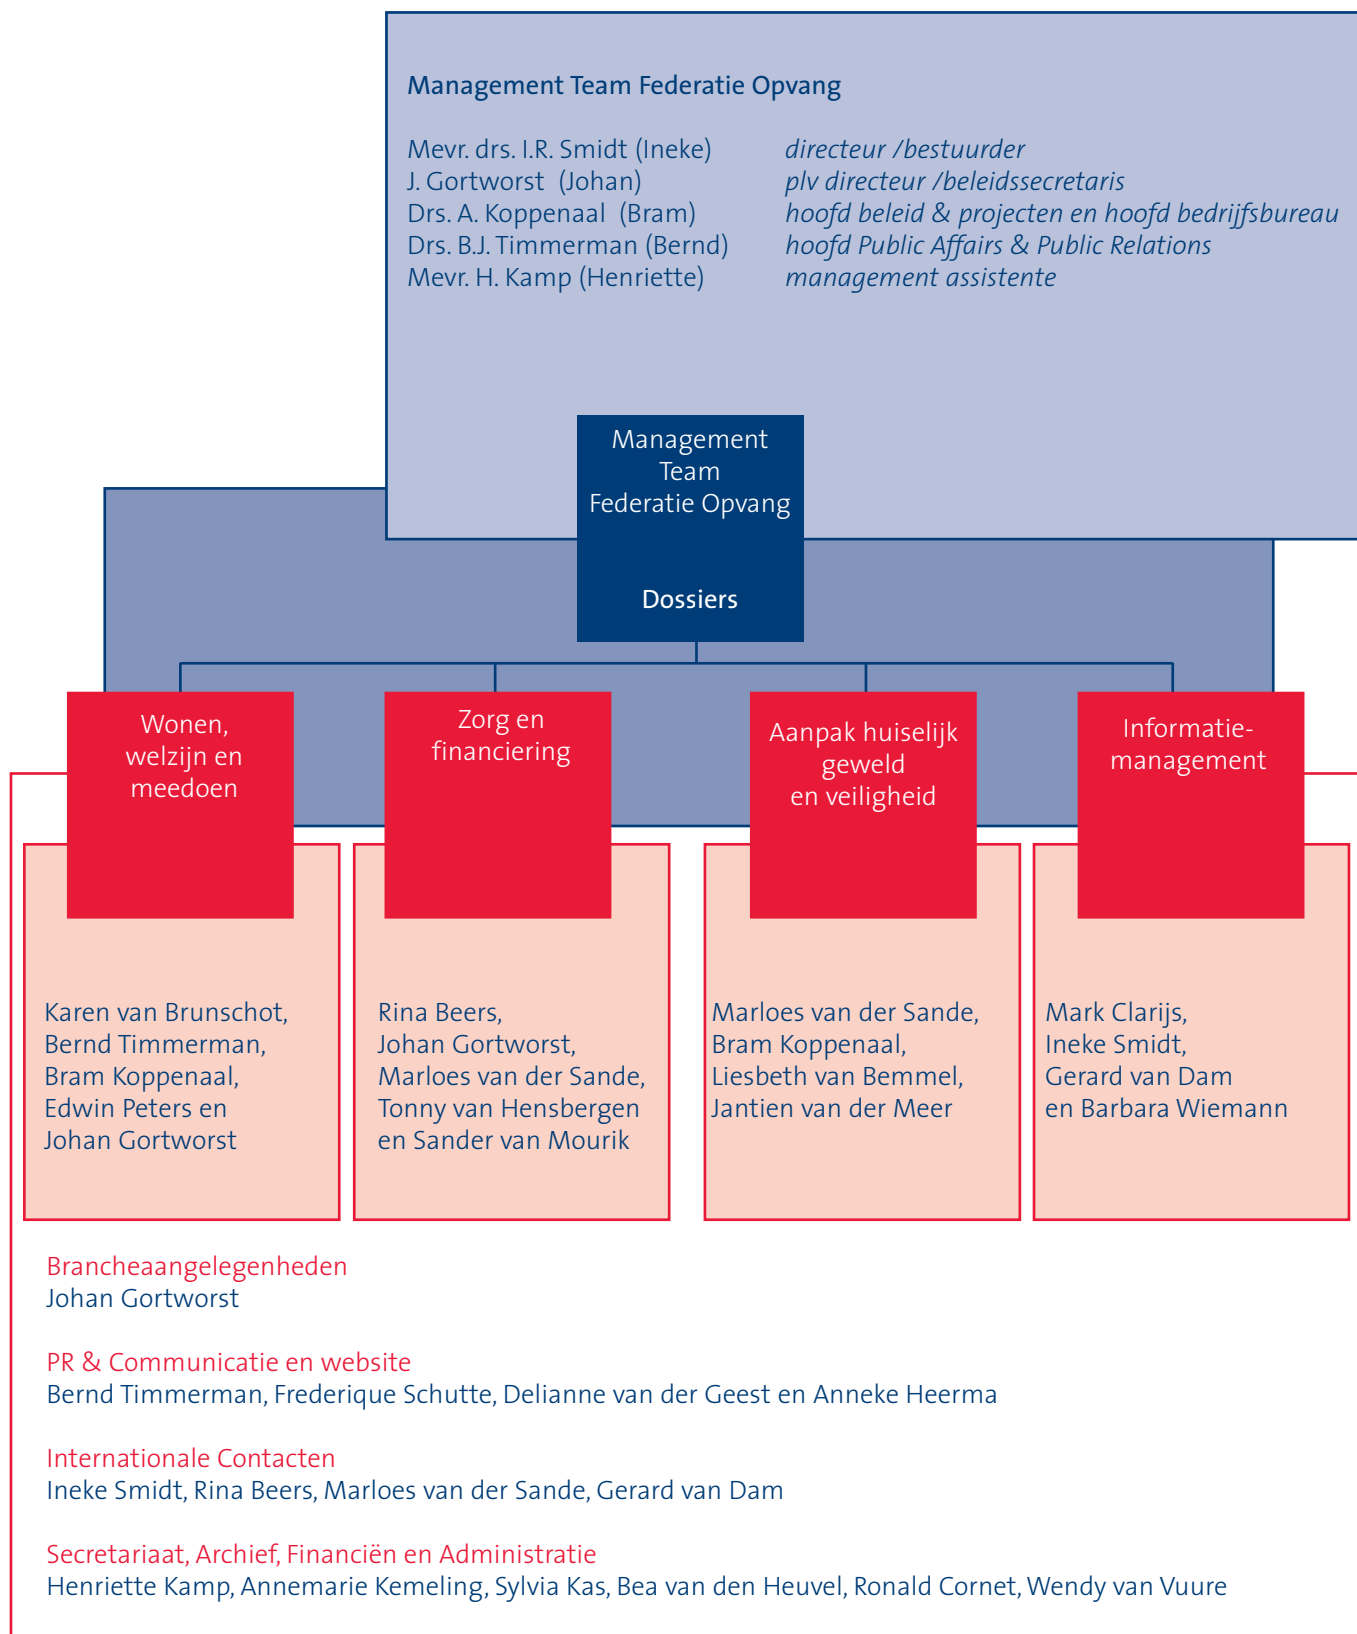 Management Team Federatie Opvang
Mevr. drs. I.R. Smidt (Ineke) directeur /bestuurder
J. Gortworst (Johan) plv directeur /beleidssecretaris
Drs. A. Koppenaal (Bram) hoofd beleid & projecten en hoofd bedrijfsbureau
Drs. B.J. Timmerman (Bernd) hoofd Public Affairs & Public Relations
Mevr. H. Kamp (Henriette) management assistente
Management
Team
Federatie Opvang
Dossiers
Wonen,
welzijn en
meedoen
Zorg en
financiering
Aanpak huiselijk
geweld
en veiligheid
Informatie-
management
Karen van Brunschot,
Bernd Timmerman,
Bram Koppenaal,
Edwin Peters en
Johan Gortworst
Rina Beers,
Johan Gortworst,
Marloes van der Sande,
Tonny van Hensbergen
en Sander van Mourik
Marloes van der Sande,
Bram Koppenaal,
Liesbeth van Bemmel,
Jantien van der Meer
Mark Clarijs,
Ineke Smidt,
Gerard van Dam
en Barbara Wiemann
Brancheaangelegenheden
Johan Gortworst
PR & Communicatie en website
Bernd Timmerman, Frederique Schutte, Delianne van der Geest en Anneke Heerma
Internationale Contacten
Ineke Smidt, Rina Beers, Marloes van der Sande, Gerard van Dam
Secretariaat, Archief, Financiën en Administratie
Henriette Kamp, Annemarie Kemeling, Sylvia Kas, Bea van den Heuvel, Ronald Cornet, Wendy van Vuure